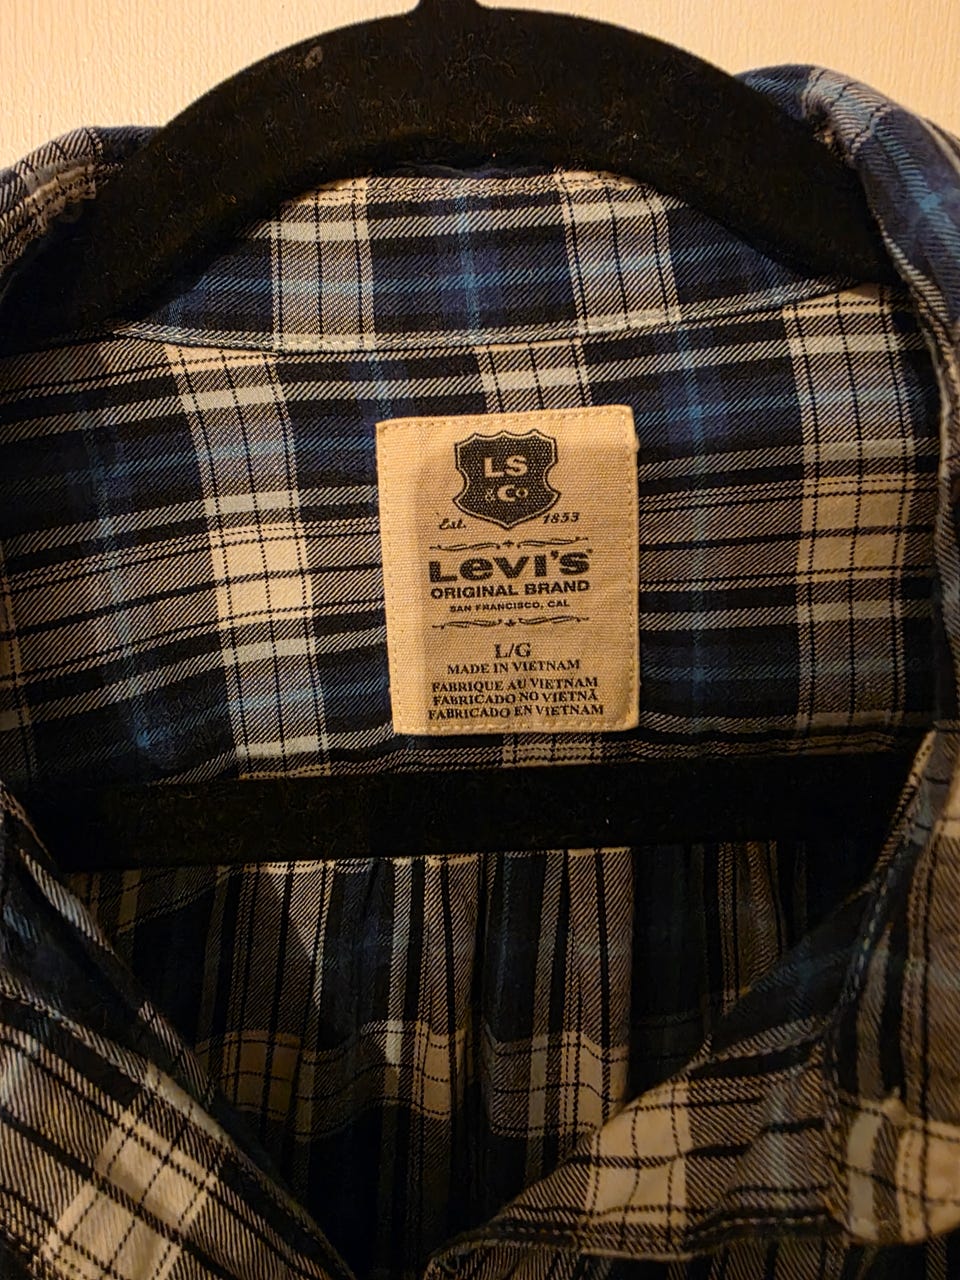 LS
&Co
Est. 1853
Levi's
ORIGINAL BRAND
SAN FRANCISCO, CAL
L/G
MADE IN VIETNAM
FABRIQUE AU VIETNAM
FABRICADO NO VIETNÃ
FABRICADO EN VIETNAM